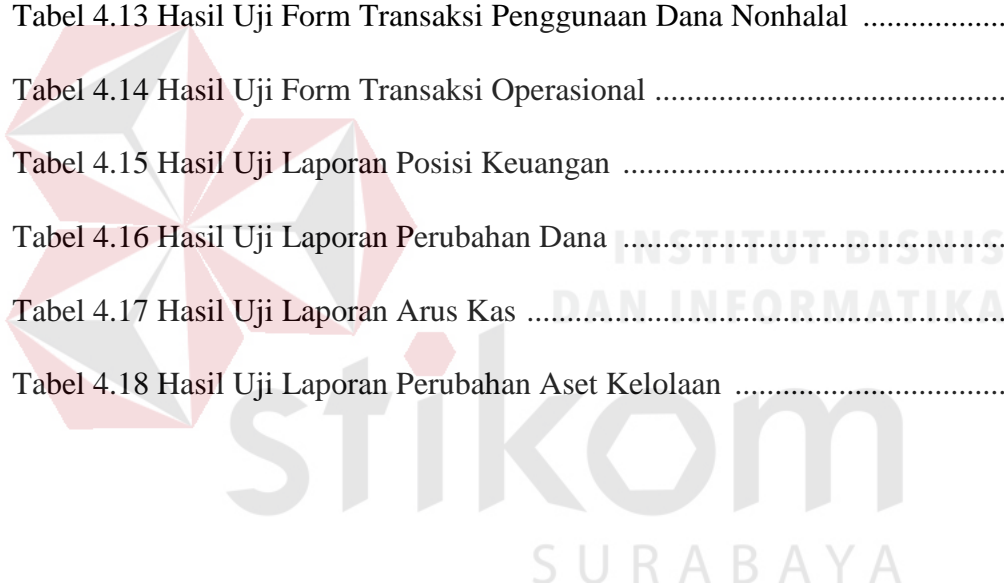 Tabel 4.13 Hasil Uji Form Transaksi Penggunaan Dana Nonhalal ..................
Tabel 4.14 Hasil Uji Form Transaksi Operasional ............................................
Tabel 4.15 Hasil Uji Laporan Posisi Keuangan ................................................
Tabel 4.16 Hasil Uji Laporan Perubahan Dana ................................................
Tabel 4.17 Hasil Uji Laporan Arus Kas ............................................................
Tabel 4.18 Hasil Uji Laporan Perubahan Aset Kelolaan ..................................
INSTITUT BISNIS
DAN INFORMATIKA
stikom
SURABAYA